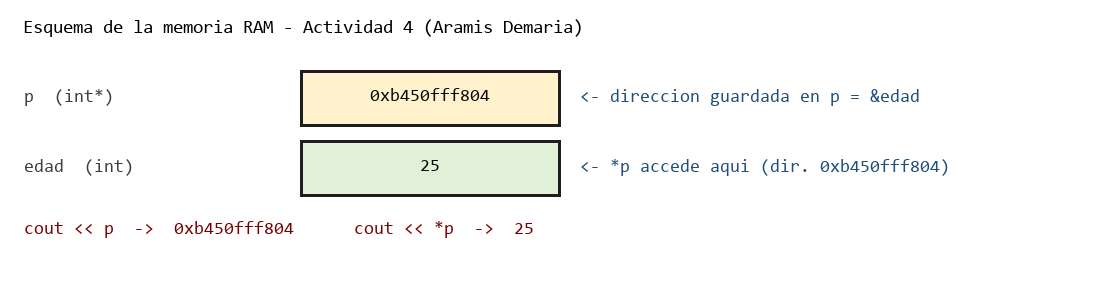 Esquema de la memoria RAM - Actividad 4 (Aramis Demaria)
p  (int*)  0xb450fff804  <- direccion guardada en p = &edad
edad  (int)  25  <- *p accede aqui (dir. 0xb450fff804)
cout << p  ->  0xb450fff804      cout << *p  ->  25